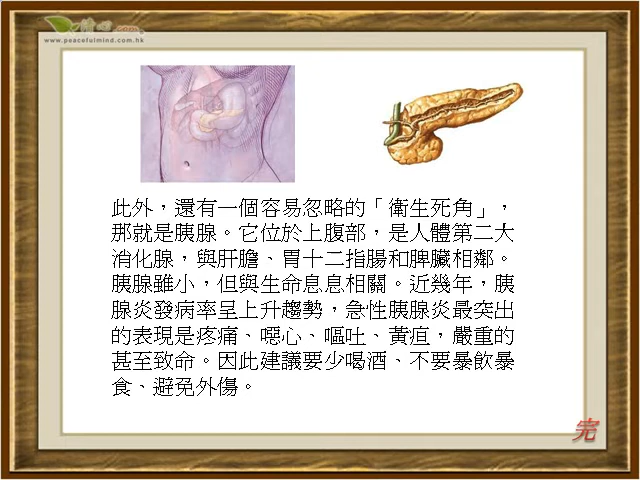 www.peacefulmind.com.hk
此外，還有一個容易忽略的「衛生死角」，
那就是胰腺。它位於上腹部，是人體第二大
消化腺，與肝膽、胃十二指腸和脾臟相鄰。
胰腺雖小，但與生命息息相關。近幾年，胰
腺炎發病率呈上升趨勢，急性胰腺炎最突出
的表現是疼痛、噁心、嘔吐、黃疸，嚴重的
甚至致命。因此建議要少喝酒、不要暴飲暴
食、避免外傷。
完